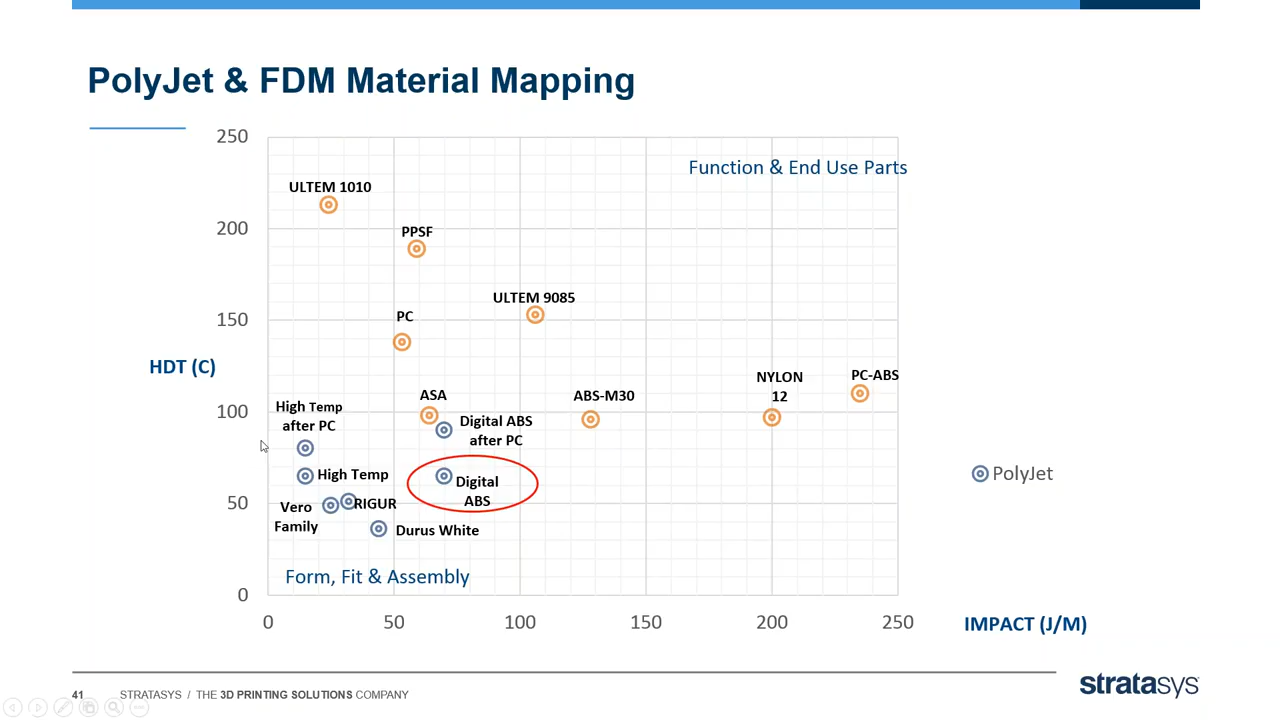 PolyJet & FDM Material Mapping
250
Function & End Use Parts
ULTEM 1010
200
PPSF
ULTEM 9085
150
PC
HDT (C)
NYLON
12
PC-ABS
ASA
ABS-M30
100
High Temp
after PC
Digital ABS
after PC
High Temp
Digital
ABS
PolyJet
50
Vero
Family
RIGUR
Durus White
Form, Fit & Assembly
0
0 50 100 150 200 250
IMPACT (J/M)
41 STRATASYS / THE 3D PRINTING SOLUTIONS COMPANY
stratasys